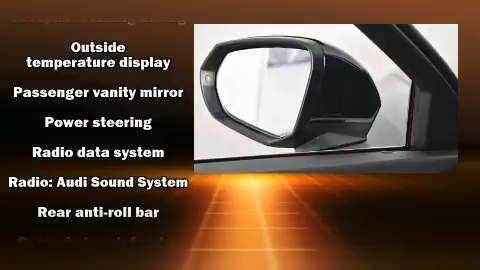 Outside
temperature display
Passenger vanity mirror
Power steering
Radio data system
Radio: Audi Sound System
Rear anti-roll bar